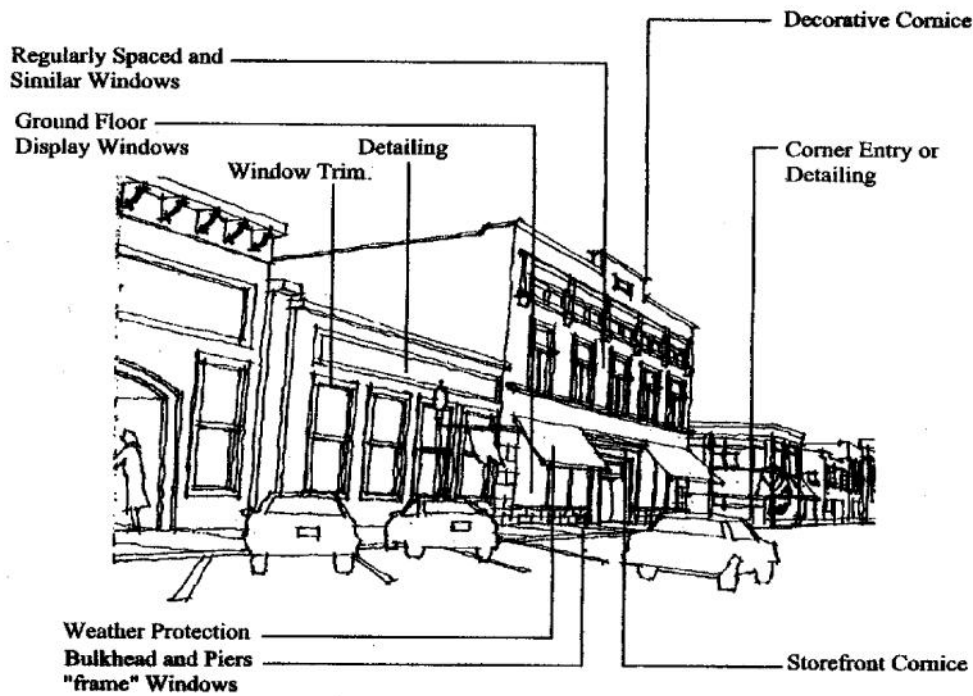 Decorative Cornice
Regularly Spaced and
Similar Windows
Ground Floor
Display Windows
Detailing
Window Trim.
Corner Entry or
Detailing
Weather Protection
Bulkhead and Piers
"frame" Windows
Storefront Cornice